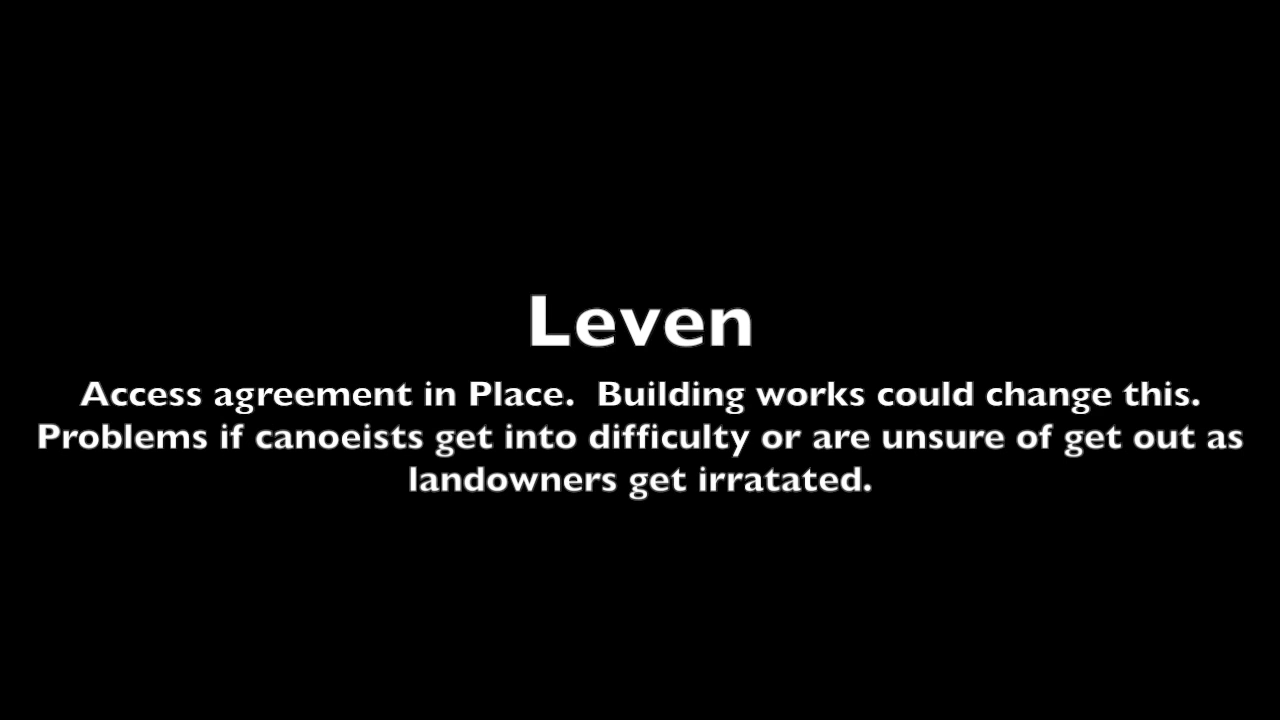 Leven
Access agreement in Place.  Building works could change this.
Problems if canoeists get into difficulty or are unsure of get out as
landowners get irratated.